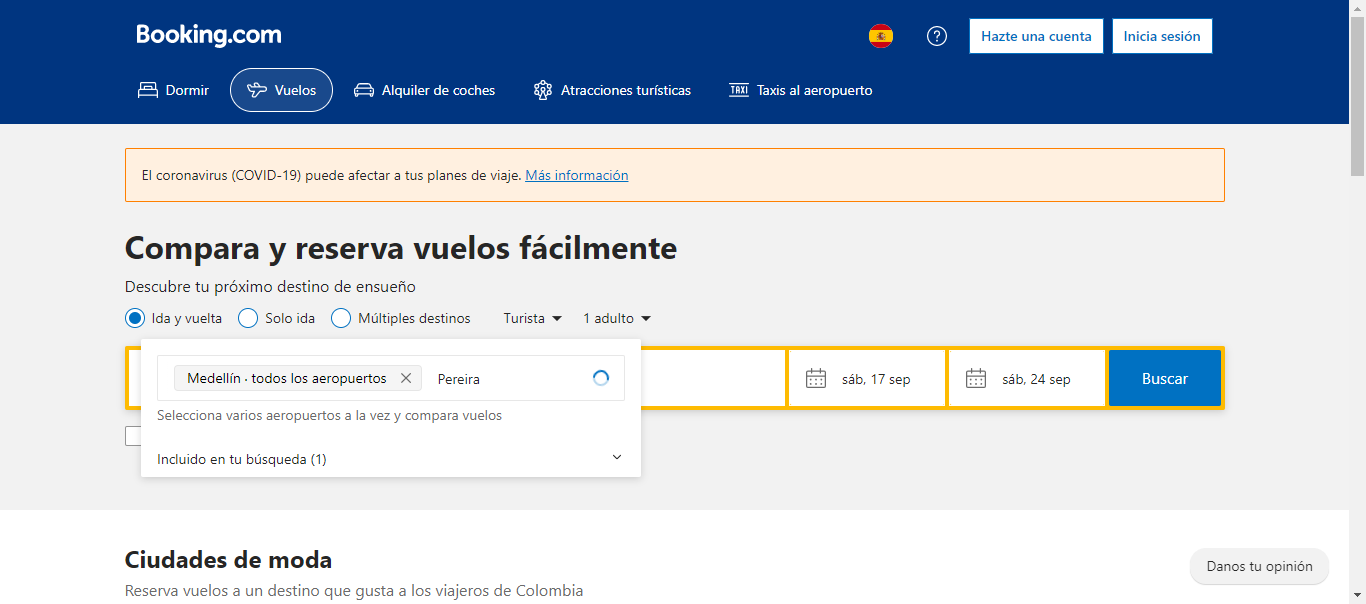 Booking.com
Hazte una cuenta
Inicia sesión
Dormir
Vuelos
Alquiler de coches
Atracciones turísticas
TAXI
Taxis al aeropuerto
El coronavirus (COVID-19) puede afectar a tus planes de viaje. Más información
Compara y reserva vuelos fácilmente
Descubre tu próximo destino de ensueño
Ida y vuelta
Solo ida
Múltiples destinos
Turista
1 adulto
Medellín · todos los aeropuertos
Pereira
sáb, 17 sep
sáb, 24 sep
Buscar
Selecciona varios aeropuertos a la vez y compara vuelos
Incluido en tu búsqueda (1)
Ciudades de moda
Reserva vuelos a un destino que gusta a los viajeros de Colombia
Danos tu opinión